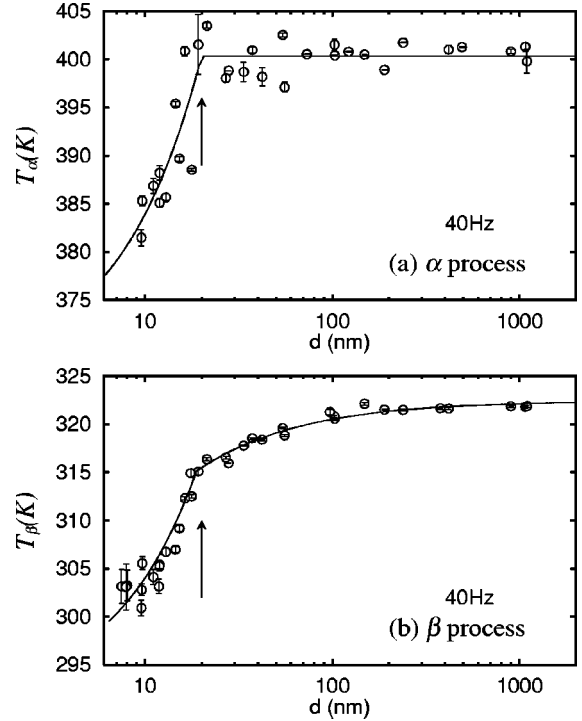 405
400
395
390
385
380
375
Tα(K)
40Hz
(a) α process
10 100 1000
d (nm)
325
320
315
310
305
300
295
Tβ(K)
40Hz
(b) β process
10 100 1000
d (nm)